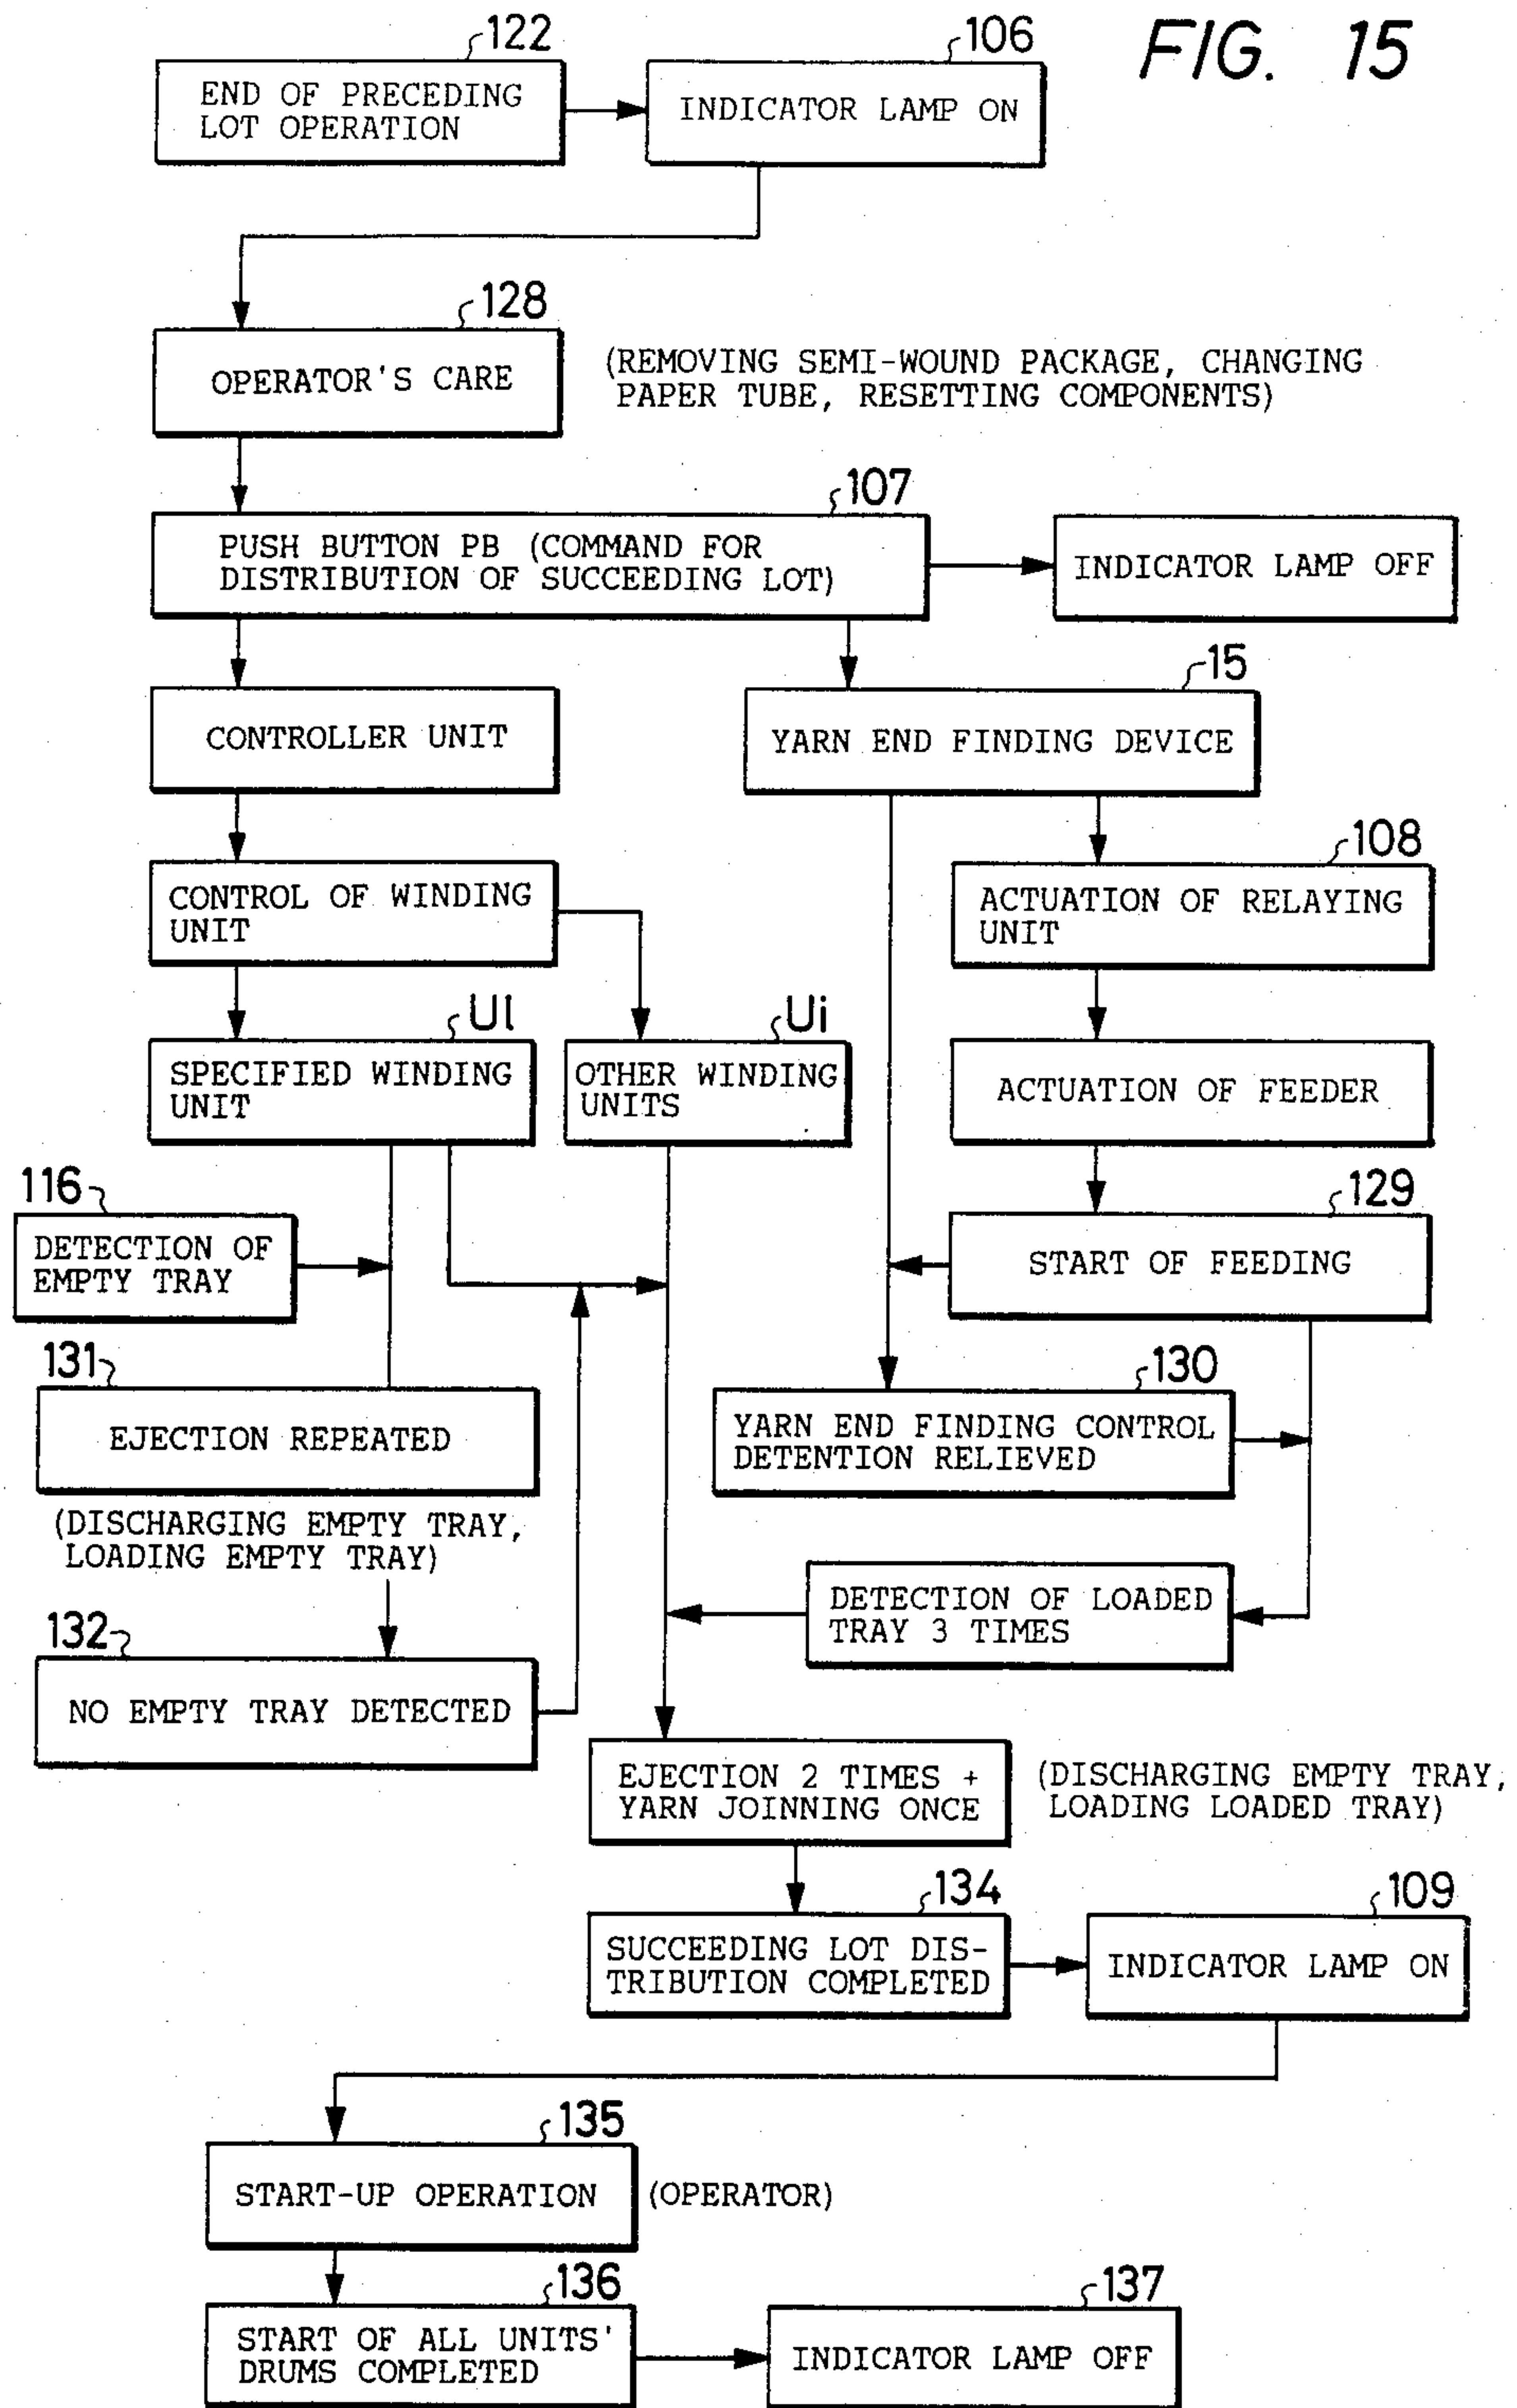 FIG. 15
122
END OF PRECEDING
LOT OPERATION
106
INDICATOR LAMP ON
128
OPERATOR'S CARE
(REMOVING SEMI-WOUND PACKAGE, CHANGING
PAPER TUBE, RESETTING COMPONENTS)
107
PUSH BUTTON PB (COMMAND FOR
DISTRIBUTION OF SUCCEEDING LOT)
INDICATOR LAMP OFF
CONTROLLER UNIT
15
YARN END FINDING DEVICE
CONTROL OF WINDING
UNIT
108
ACTUATION OF RELAYING
UNIT
Ul
SPECIFIED WINDING
UNIT
Ui
OTHER WINDING
UNITS
ACTUATION OF FEEDER
116
DETECTION OF
EMPTY TRAY
129
START OF FEEDING
131
EJECTION REPEATED
(DISCHARGING EMPTY TRAY,
LOADING EMPTY TRAY)
130
YARN END FINDING CONTROL
DETENTION RELIEVED
DETECTION OF LOADED
TRAY 3 TIMES
132
NO EMPTY TRAY DETECTED
EJECTION 2 TIMES +
YARN JOINNING ONCE
(DISCHARGING EMPTY TRAY,
LOADING LOADED TRAY)
134
SUCCEEDING LOT DIS-
TRIBUTION COMPLETED
109
INDICATOR LAMP ON
135
START-UP OPERATION
(OPERATOR)
136
START OF ALL UNITS'
DRUMS COMPLETED
137
INDICATOR LAMP OFF